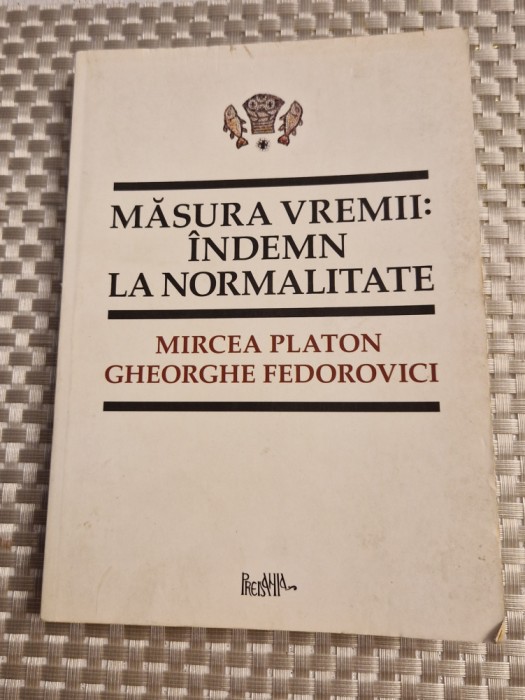 MĂSURA VREMII:
ÎNDEMN
LA NORMALITATE
MIRCEA PLATON
GHEORGHE FEDOROVICI
PREDANIA